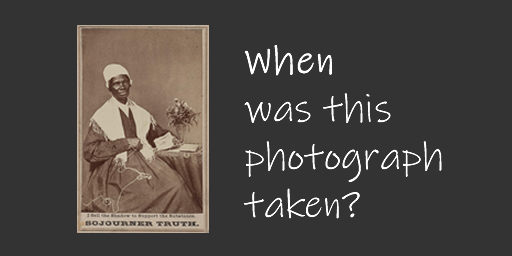 When
was this
photograph
taken?
I Sell the Shadow to Support the Substance.
SOJOURNER TRUTH.